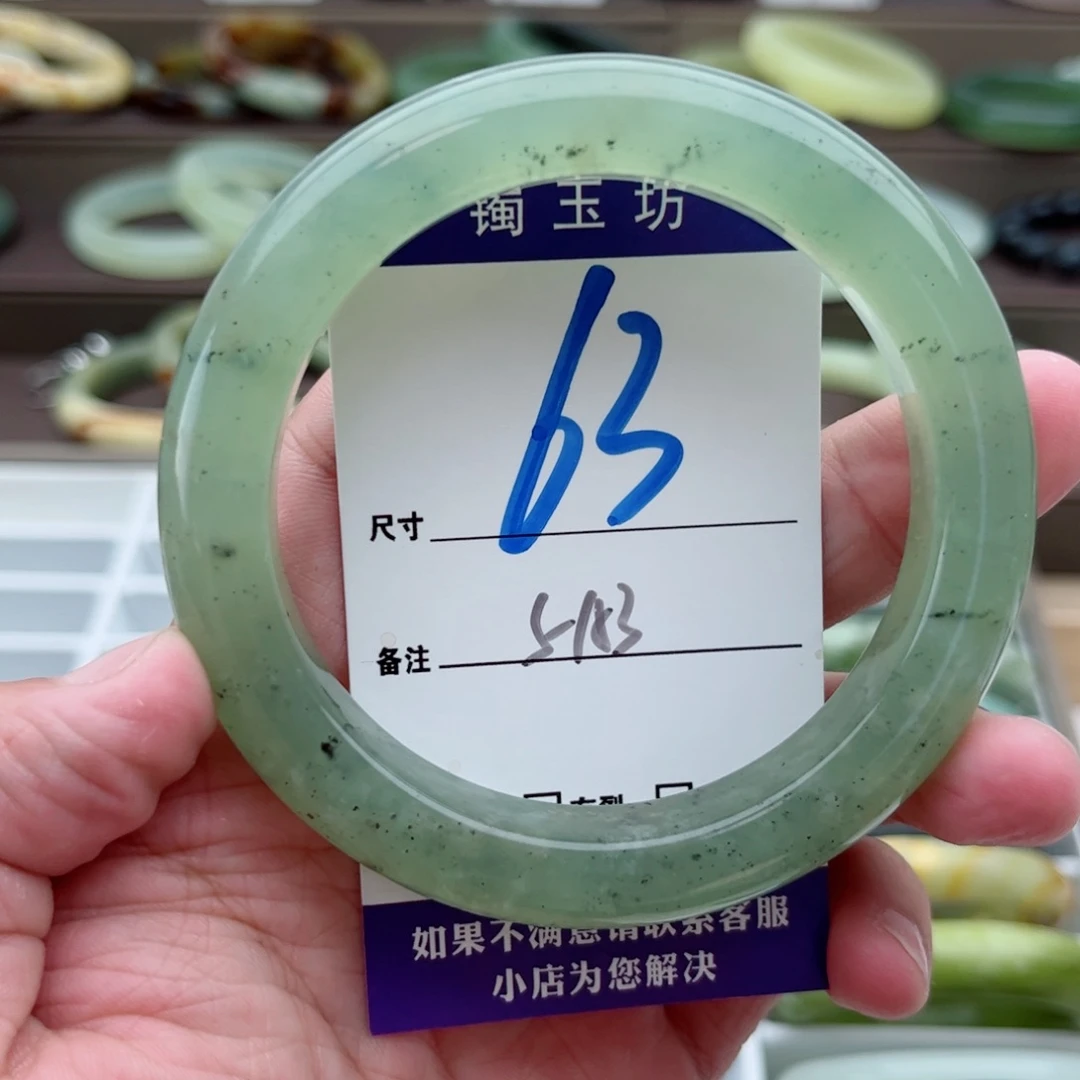 镯玉坊
尺寸 63
备注 5183
如果不满意请联系客服
小店为您解决